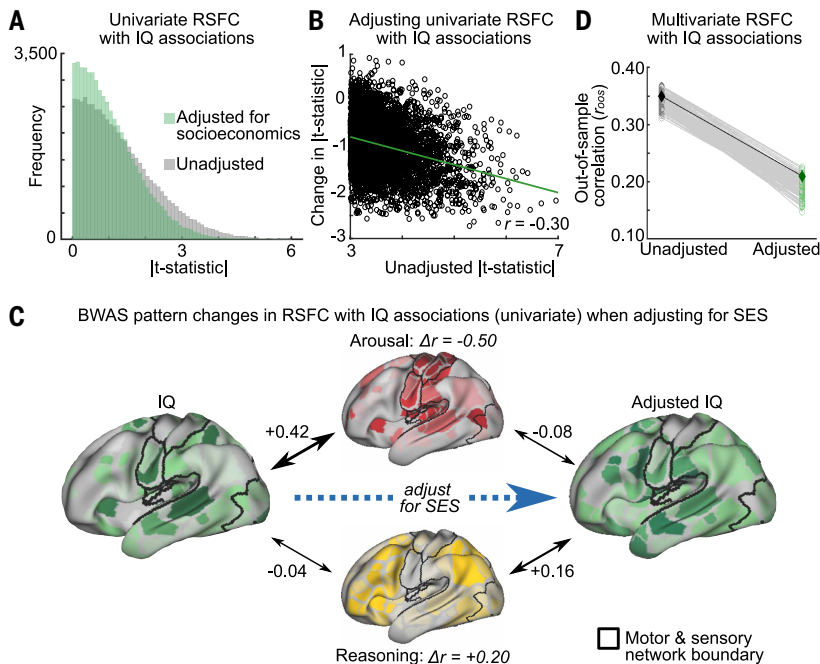 A
Univariate RSFC
with IQ associations
3,500
Frequency
0
Adjusted for
socioeconomics
Unadjusted
0
3
6
|t-statistic|
B
Adjusting univariate RSFC
with IQ associations
Change in |t-statistic|
1
0
-1
-2
-3
r = -0.30
3
7
Unadjusted |t-statistic|
D
Multivariate RSFC
with IQ associations
Out-of-sample
correlation (roos)
0.40
0.30
0.20
0.10
Unadjusted
Adjusted
C
BWAS pattern changes in RSFC with IQ associations (univariate) when adjusting for SES
Arousal: Δr = -0.50
IQ
Adjusted IQ
+0.42
-0.08
adjust
for SES
-0.04
+0.16
Reasoning: Δr = +0.20
Motor & sensory
network boundary